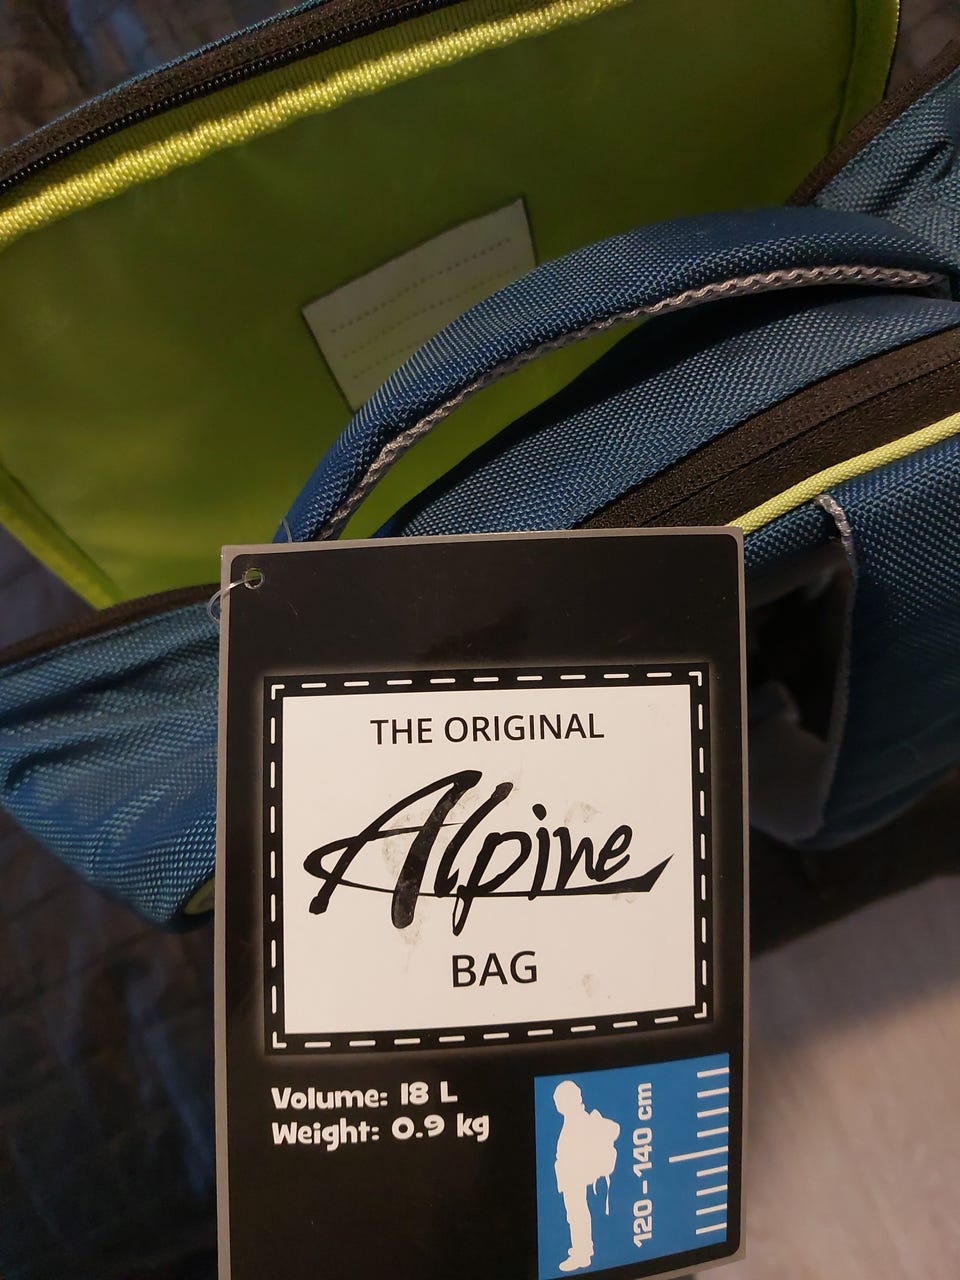 THE ORIGINAL
Alpine
BAG
Volume: 18 L
Weight: 0.9 kg
120-140 cm